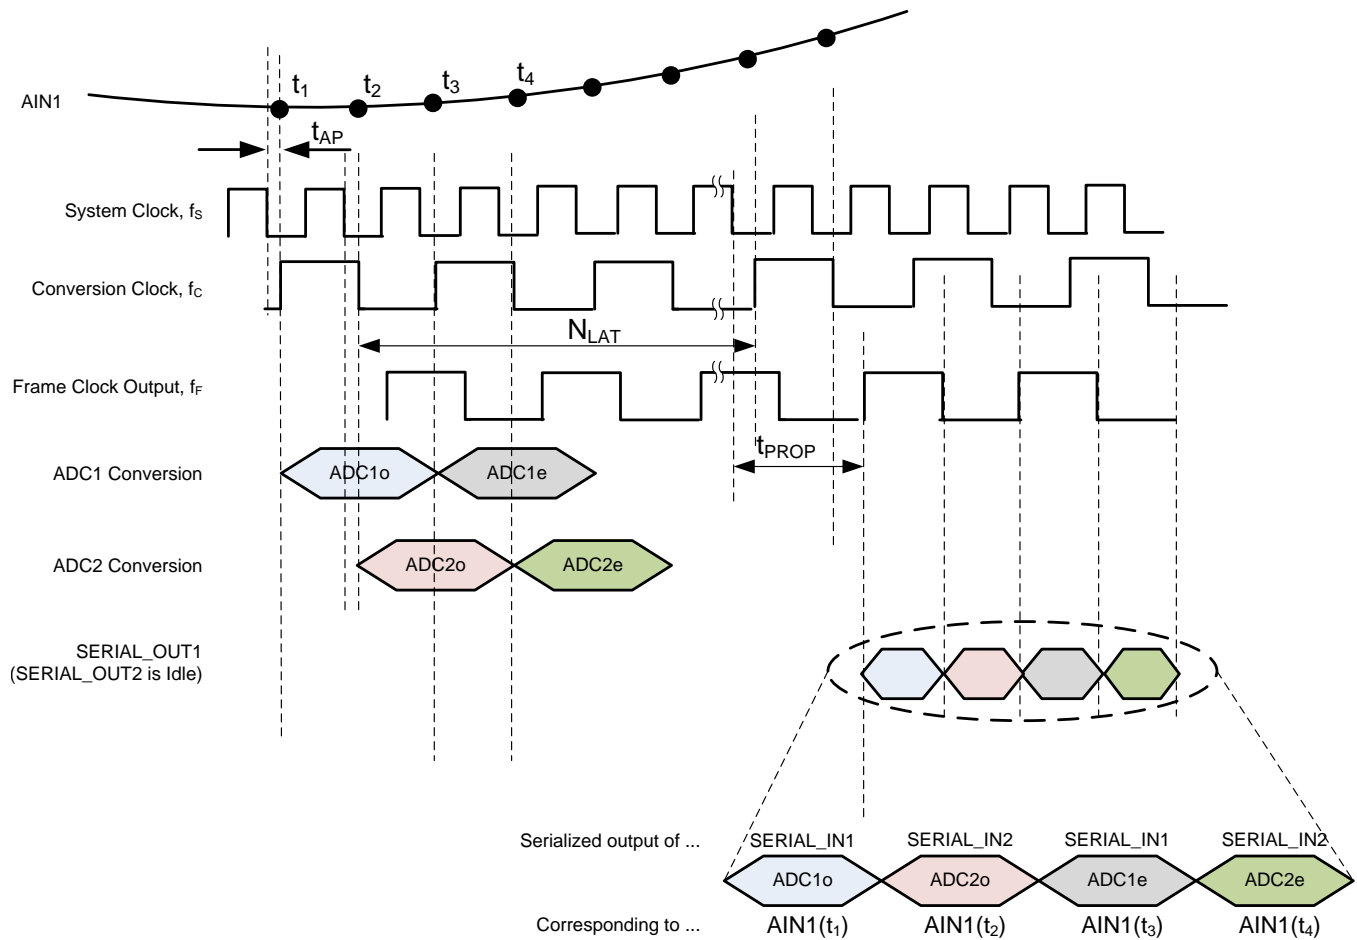 t1 t2 t3 t4
AIN1
tAP
System Clock, fS
Conversion Clock, fC
NLAT
Frame Clock Output, fF
tPROP
ADC1 Conversion
ADC1o ADC1e
ADC2 Conversion
ADC2o ADC2e
SERIAL_OUT1
(SERIAL_OUT2 is Idle)
Serialized output of ... SERIAL_IN1 SERIAL_IN2 SERIAL_IN1 SERIAL_IN2
ADC1o ADC2o ADC1e ADC2e
Corresponding to ... AIN1(t1) AIN1(t2) AIN1(t3) AIN1(t4)